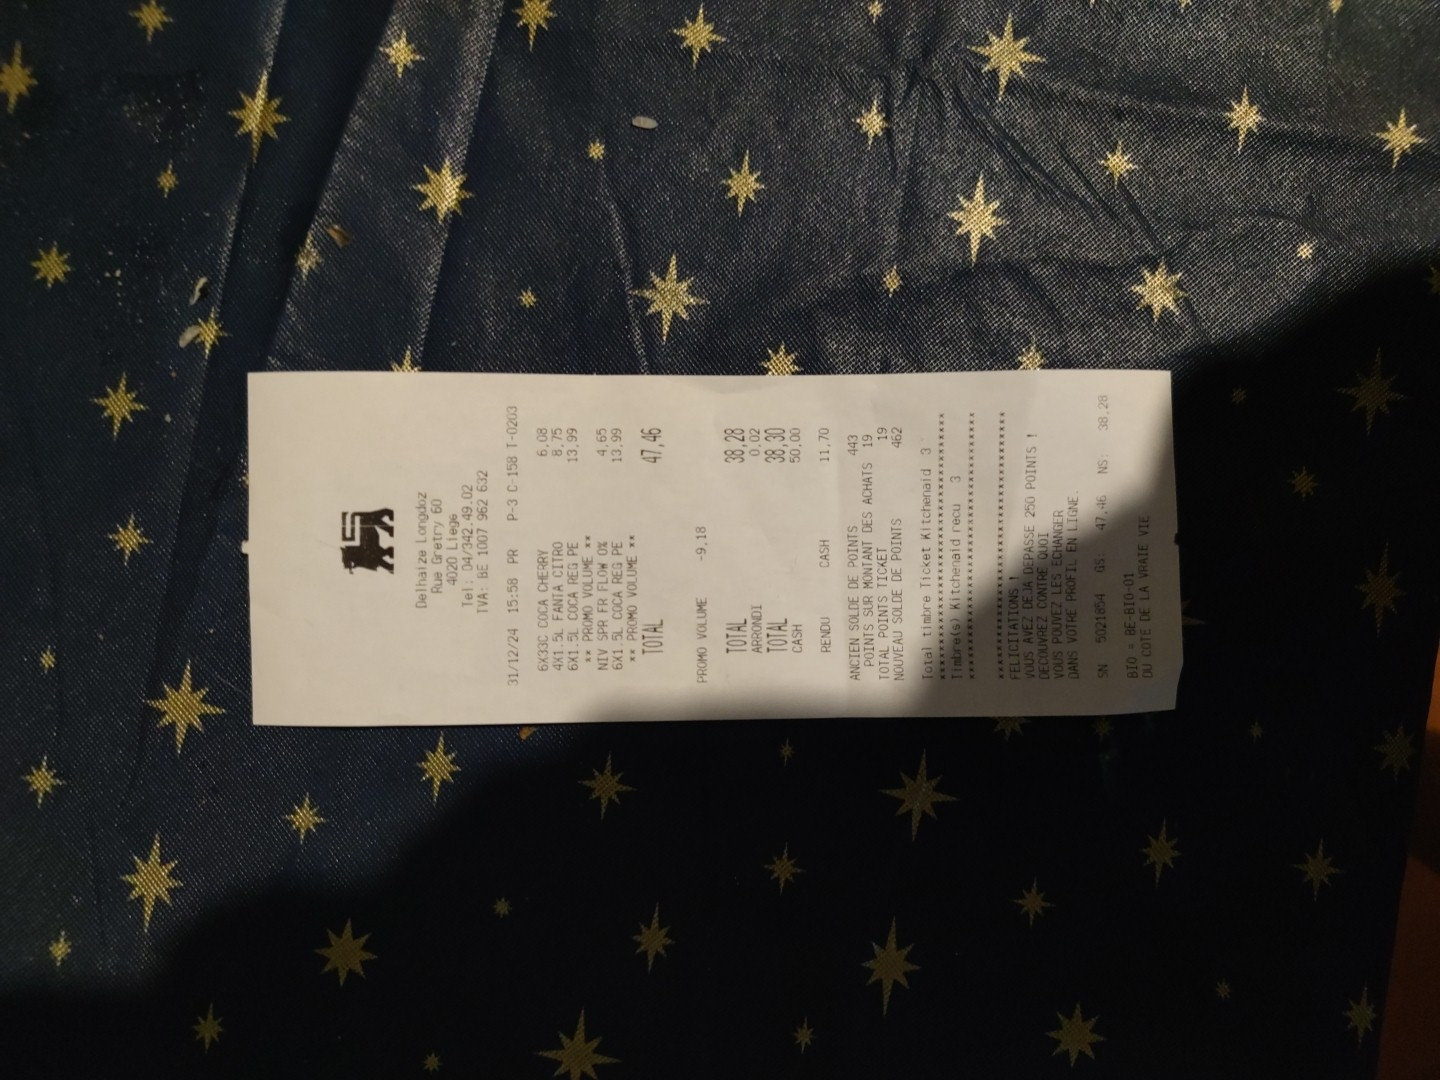 Delhaize Longdoz
Rue Gretry 60
4020 Liege
Tel: 04/342.49.02
TVA: BE 1007 962 632
31/12/24 15:58 PR P-3 C-158 T-0203
6X33C COCA CHERRY 6,08
4X1.5L FANTA CITRO 8,75
6X1.5L COCA REG PE 13,99
** PROMO VOLUME **
NIV SPR FR FLOW 0% 4,65
6X1.5L COCA REG PE 13,99
** PROMO VOLUME **
TOTAL 47,46
PROMO VOLUME -9,18
TOTAL 38,28
ARRONDI 0.02
TOTAL 38,30
CASH 50,00
RENDU CASH 11,70
ANCIEN SOLDE DE POINTS 443
POINTS SUR MONTANT DES ACHATS 19
TOTAL POINTS TICKET 19
NOUVEAU SOLDE DE POINTS 462
Total timbre Ticket Kitchenaid 3
Timbre(s) Kitchenaid recu 3
FELICITATIONS !
VOUS AVEZ DEJA DEPASSE 250 POINTS !
DECOUVREZ CONTRE QUOI
VOUS POUVEZ LES ECHANGER
DANS VOTRE PROFIL EN LIGNE.
SN 5021854 GS: 47,46 NS: 38,28
BIO = BE-BIO-01
DU COTE DE LA VRAIE VIE